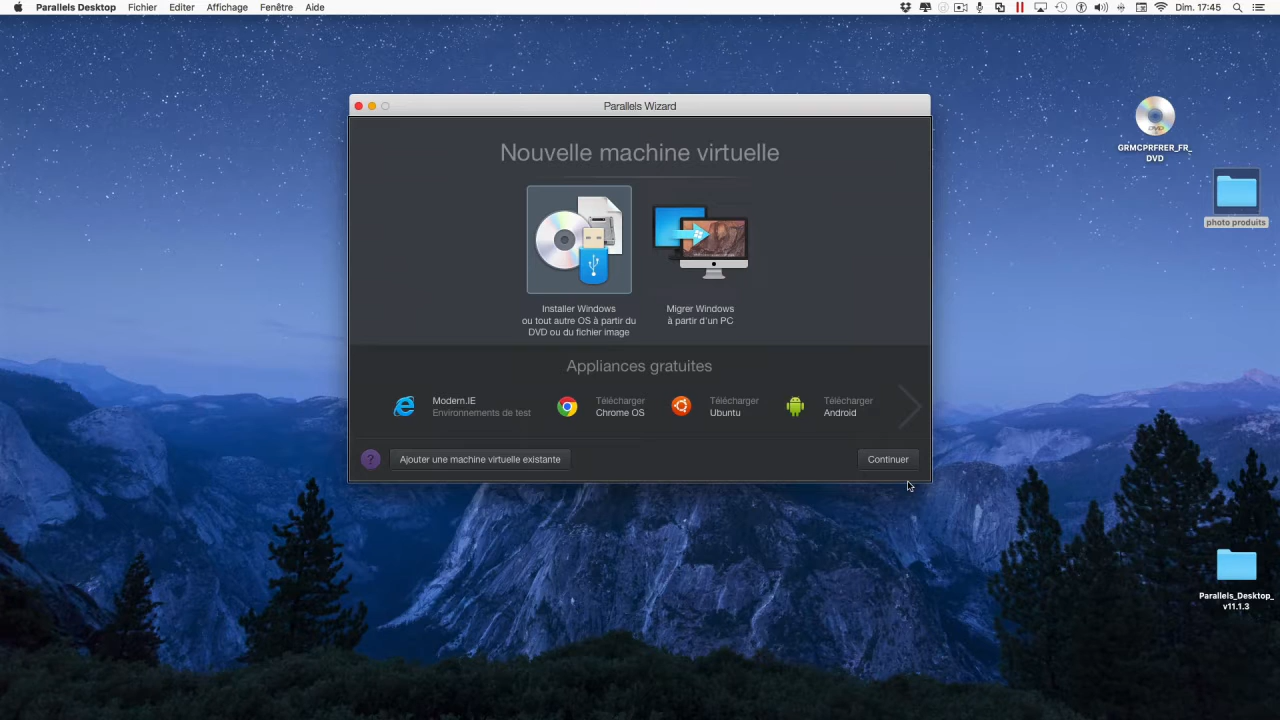 Parallels Desktop Fichier Editer Affichage Fenêtre Aide Dim. 17:45
Parallels Wizard
Nouvelle machine virtuelle
Installer Windows
ou tout autre OS à partir du
DVD ou du fichier image
Migrer Windows
à partir d'un PC
Appliances gratuites
Modern.IE
Environnements de test
Télécharger
Chrome OS
Télécharger
Ubuntu
Télécharger
Android
? Ajouter une machine virtuelle existante Continuer
DVD
GRMCPRFRER_FR_
DVD
photo produits
Parallels_Desktop_
v11.1.3